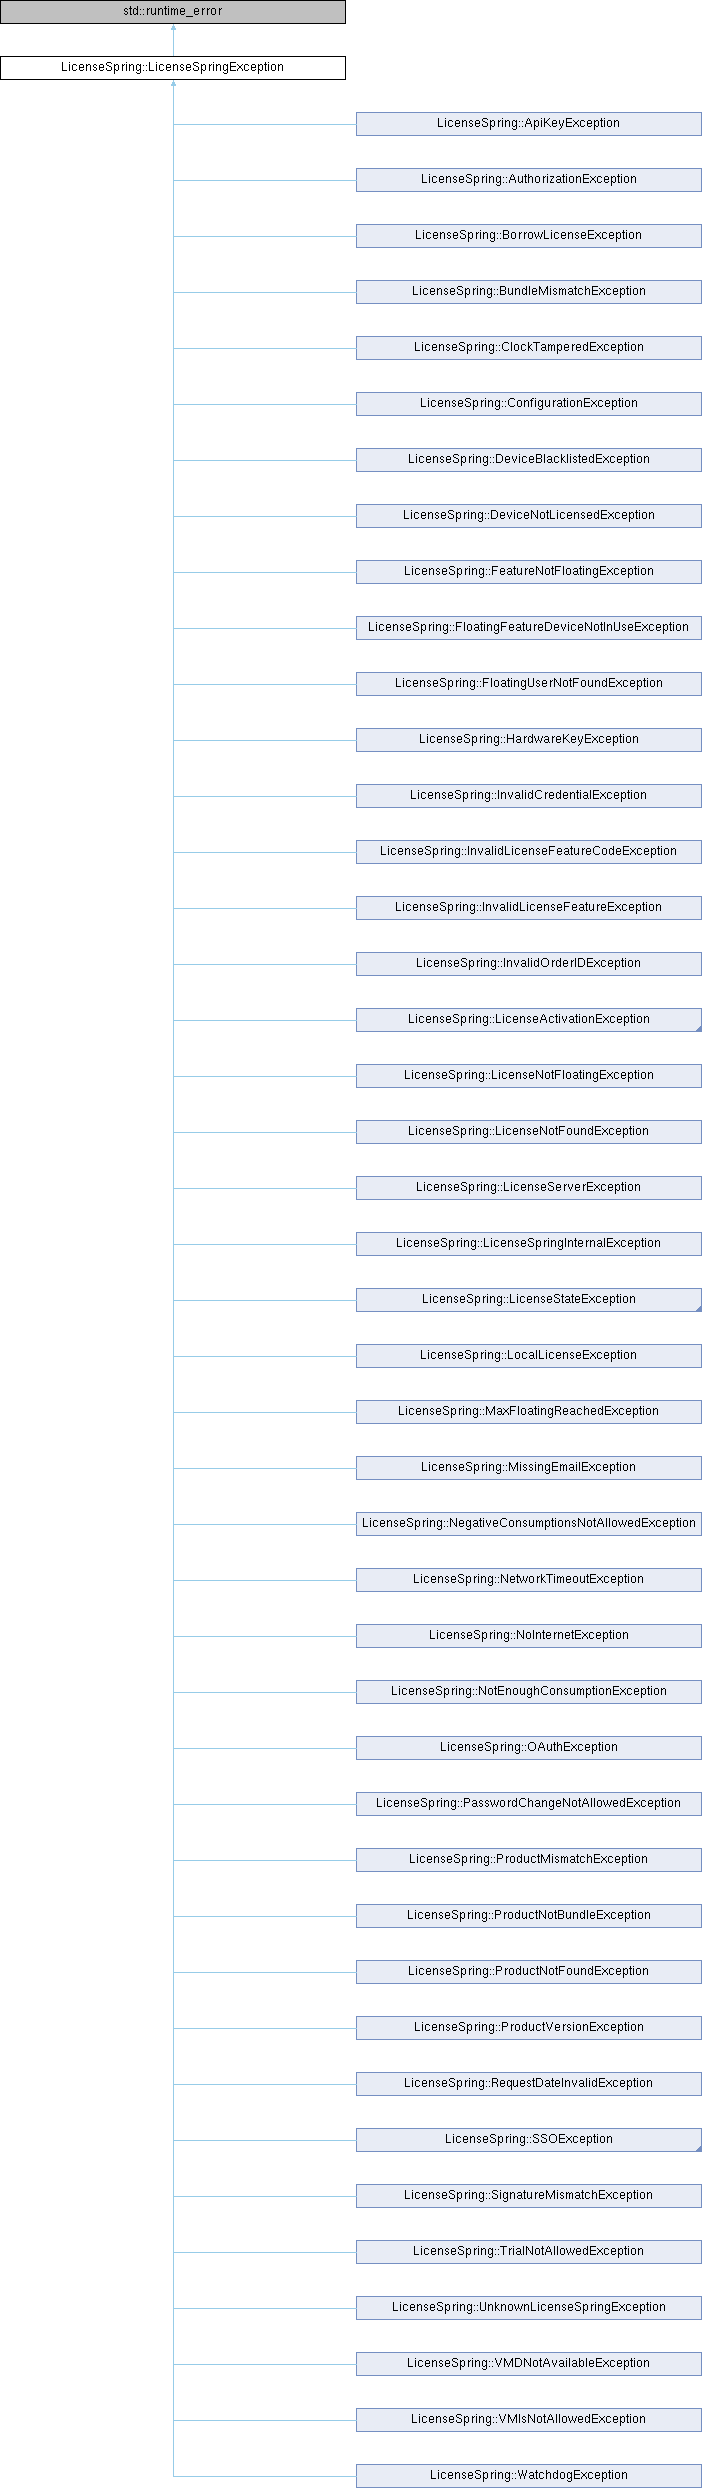 std::runtime_error
LicenseSpring::LicenseSpringException
LicenseSpring::ApiKeyException
LicenseSpring::AuthorizationException
LicenseSpring::BorrowLicenseException
LicenseSpring::BundleMismatchException
LicenseSpring::ClockTamperedException
LicenseSpring::ConfigurationException
LicenseSpring::DeviceBlacklistedException
LicenseSpring::DeviceNotLicensedException
LicenseSpring::FeatureNotFloatingException
LicenseSpring::FloatingFeatureDeviceNotInUseException
LicenseSpring::FloatingUserNotFoundException
LicenseSpring::HardwareKeyException
LicenseSpring::InvalidCredentialException
LicenseSpring::InvalidLicenseFeatureCodeException
LicenseSpring::InvalidLicenseFeatureException
LicenseSpring::InvalidOrderIDException
LicenseSpring::LicenseActivationException
LicenseSpring::LicenseNotFloatingException
LicenseSpring::LicenseNotFoundException
LicenseSpring::LicenseServerException
LicenseSpring::LicenseSpringInternalException
LicenseSpring::LicenseStateException
LicenseSpring::LocalLicenseException
LicenseSpring::MaxFloatingReachedException
LicenseSpring::MissingEmailException
LicenseSpring::NegativeConsumptionsNotAllowedException
LicenseSpring::NetworkTimeoutException
LicenseSpring::NoInternetException
LicenseSpring::NotEnoughConsumptionException
LicenseSpring::OAuthException
LicenseSpring::PasswordChangeNotAllowedException
LicenseSpring::ProductMismatchException
LicenseSpring::ProductNotBundleException
LicenseSpring::ProductNotFoundException
LicenseSpring::ProductVersionException
LicenseSpring::RequestDateInvalidException
LicenseSpring::SSOException
LicenseSpring::SignatureMismatchException
LicenseSpring::TrialNotAllowedException
LicenseSpring::UnknownLicenseSpringException
LicenseSpring::VMDNotAvailableException
LicenseSpring::VMIsNotAllowedException
LicenseSpring::WatchdogException